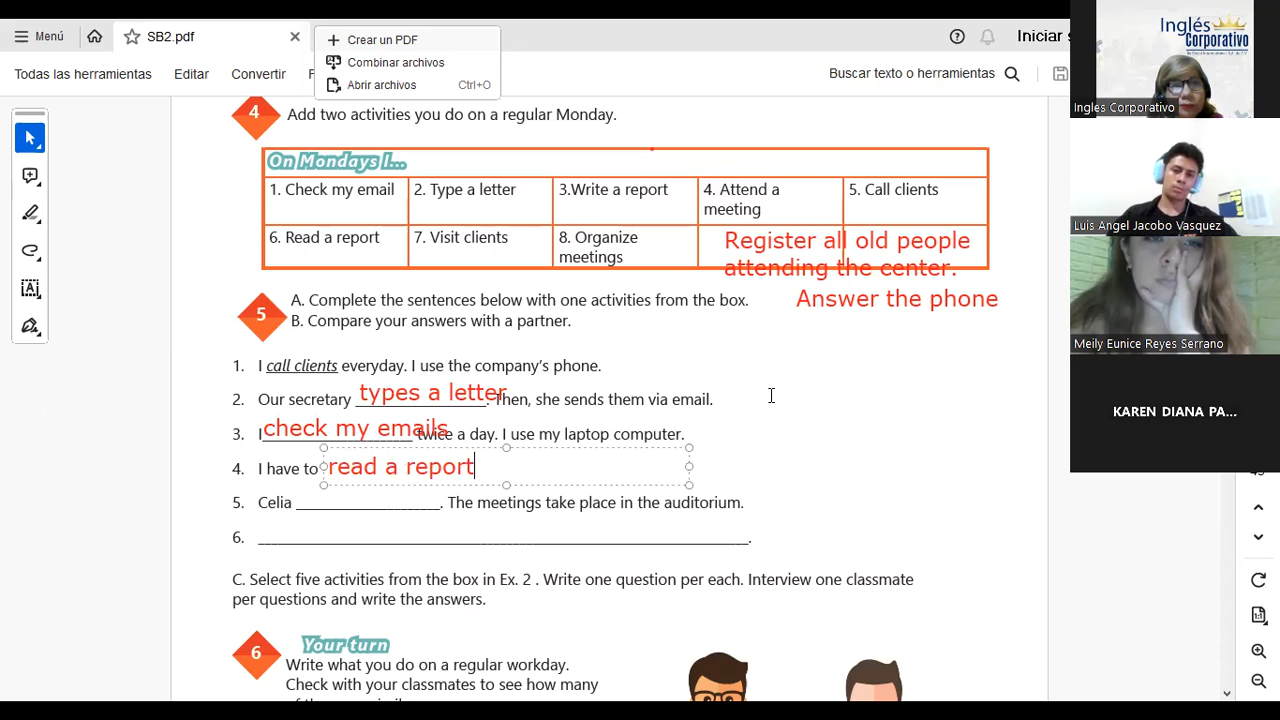 Menú
SB2.pdf
Crear un PDF
Combinar archivos
Abrir archivos Ctrl+O
Iniciar s
Todas las herramientas
Editar
Convertir
Buscar texto o herramientas
Inglés
Corporativo
Ingles Corporativo
Luis Angel Jacobo Vasquez
Meily Eunice Reyes Serrano
KAREN DIANA PA...
4 Add two activities you do on a regular Monday.
On Mondays I...
1. Check my email
2. Type a letter
3.Write a report
4. Attend a
meeting
5. Call clients
6. Read a report
7. Visit clients
8. Organize
meetings
Register all old people
attending the center.
Answer the phone
5 A. Complete the sentences below with one activities from the box.
B. Compare your answers with a partner.
1. I call clients everyday. I use the company's phone.
2. Our secretary types a letter. Then, she sends them via email.
3. I check my emails twice a day. I use my laptop computer.
4. I have to read a report
5. Celia ____________________. The meetings take place in the auditorium.
6. ____________________.
C. Select five activities from the box in Ex. 2 . Write one question per each. Interview one classmate
per questions and write the answers.
6 Your turn
Write what you do on a regular workday.
Check with your classmates to see how many